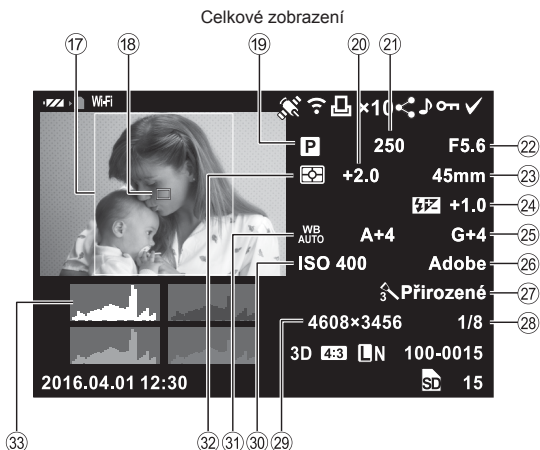 Celkové zobrazení
17 18 19 20 21
Wi-Fi ×10
P 250 F5.6 22
+2.0 45mm 23
+1.0 24
WB AUTO A+4 G+4 25
ISO 400 Adobe 26
3 Přirozené 27
4608×3456 1/8 28
3D 4:3 L N 100-0015
2016.04.01 12:30 SD 15
33 32 31 30 29